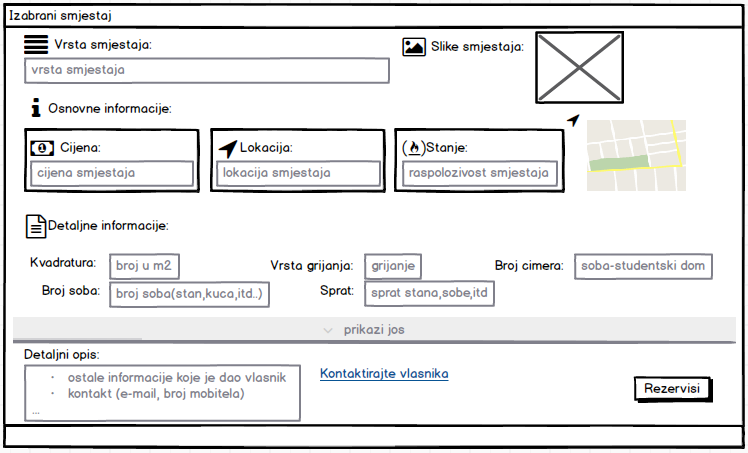 Izabrani smjestaj
Vrsta smjestaja:
vrsta smjestaja
Slike smjestaja:
Osnovne informacije:
Cijena:
cijena smjestaja
Lokacija:
lokacija smjestaja
Stanje:
raspolozivost smjestaja
Detaljne informacije:
Kvadratura: broj u m2
Vrsta grijanja: grijanje
Broj cimera: soba-studentski dom
Broj soba: broj soba(stan,kuca,itd..)
Sprat: sprat stana,sobe,itd
prikazi jos
Detaljni opis:
• ostale informacije koje je dao vlasnik
• kontakt (e-mail, broj mobitela)
...
Kontaktirajte vlasnika
Rezervisi